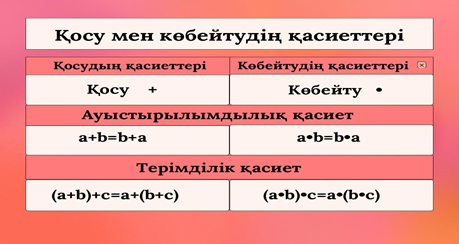 Қосу мен көбейтудің қасиеттері
Қосудың қасиеттері Көбейтудің қасиеттері
Қосу + Көбейту •
Ауыстырылымдылық қасиет
a+b=b+a a•b=b•a
Терімділік қасиет
(a+b)+c=a+(b+c) (a•b)•c=a•(b•c)